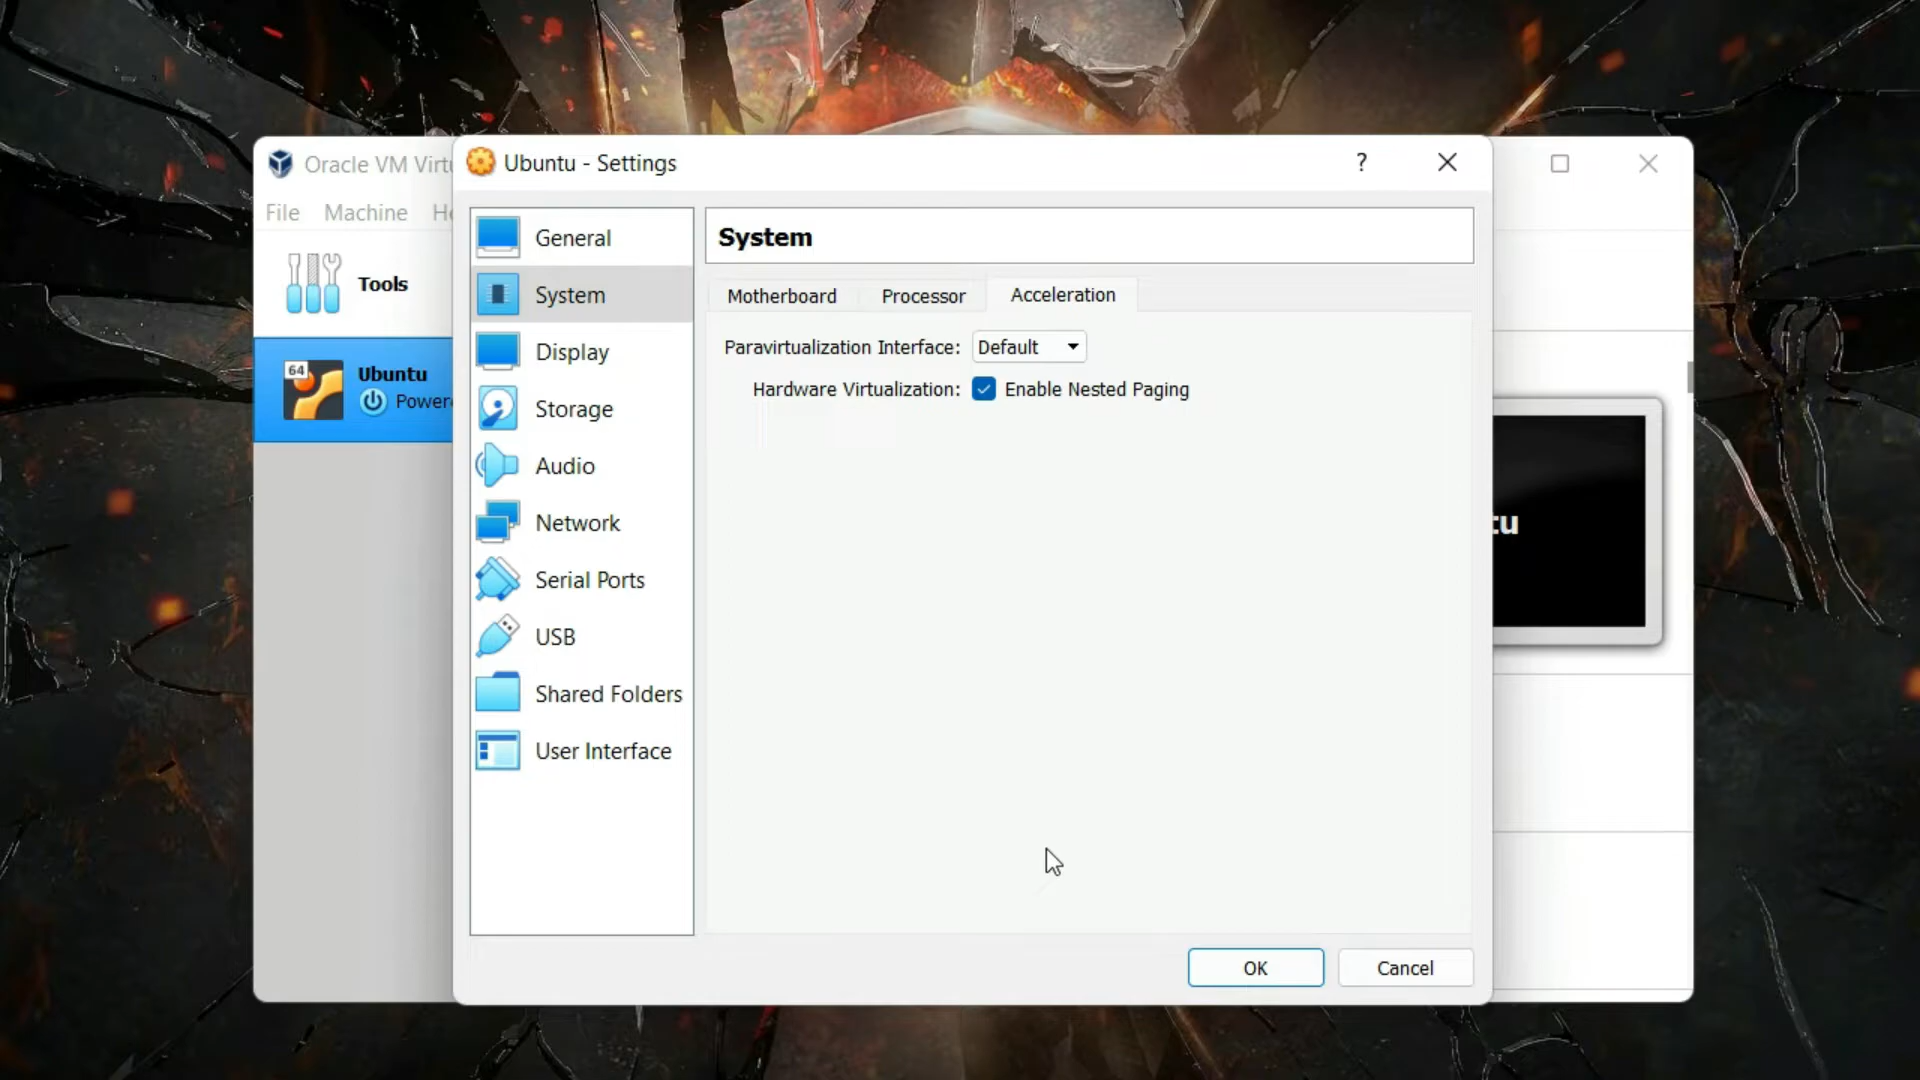 Oracle VM Virt
Ubuntu - Settings
?
File Machine He
General
System
Tools
System
Motherboard Processor Acceleration
Paravirtualization Interface: Default
Display
64
Ubuntu
Power
Hardware Virtualization: Enable Nested Paging
Storage
Audio
Network
tu
Serial Ports
USB
Shared Folders
User Interface
OK Cancel